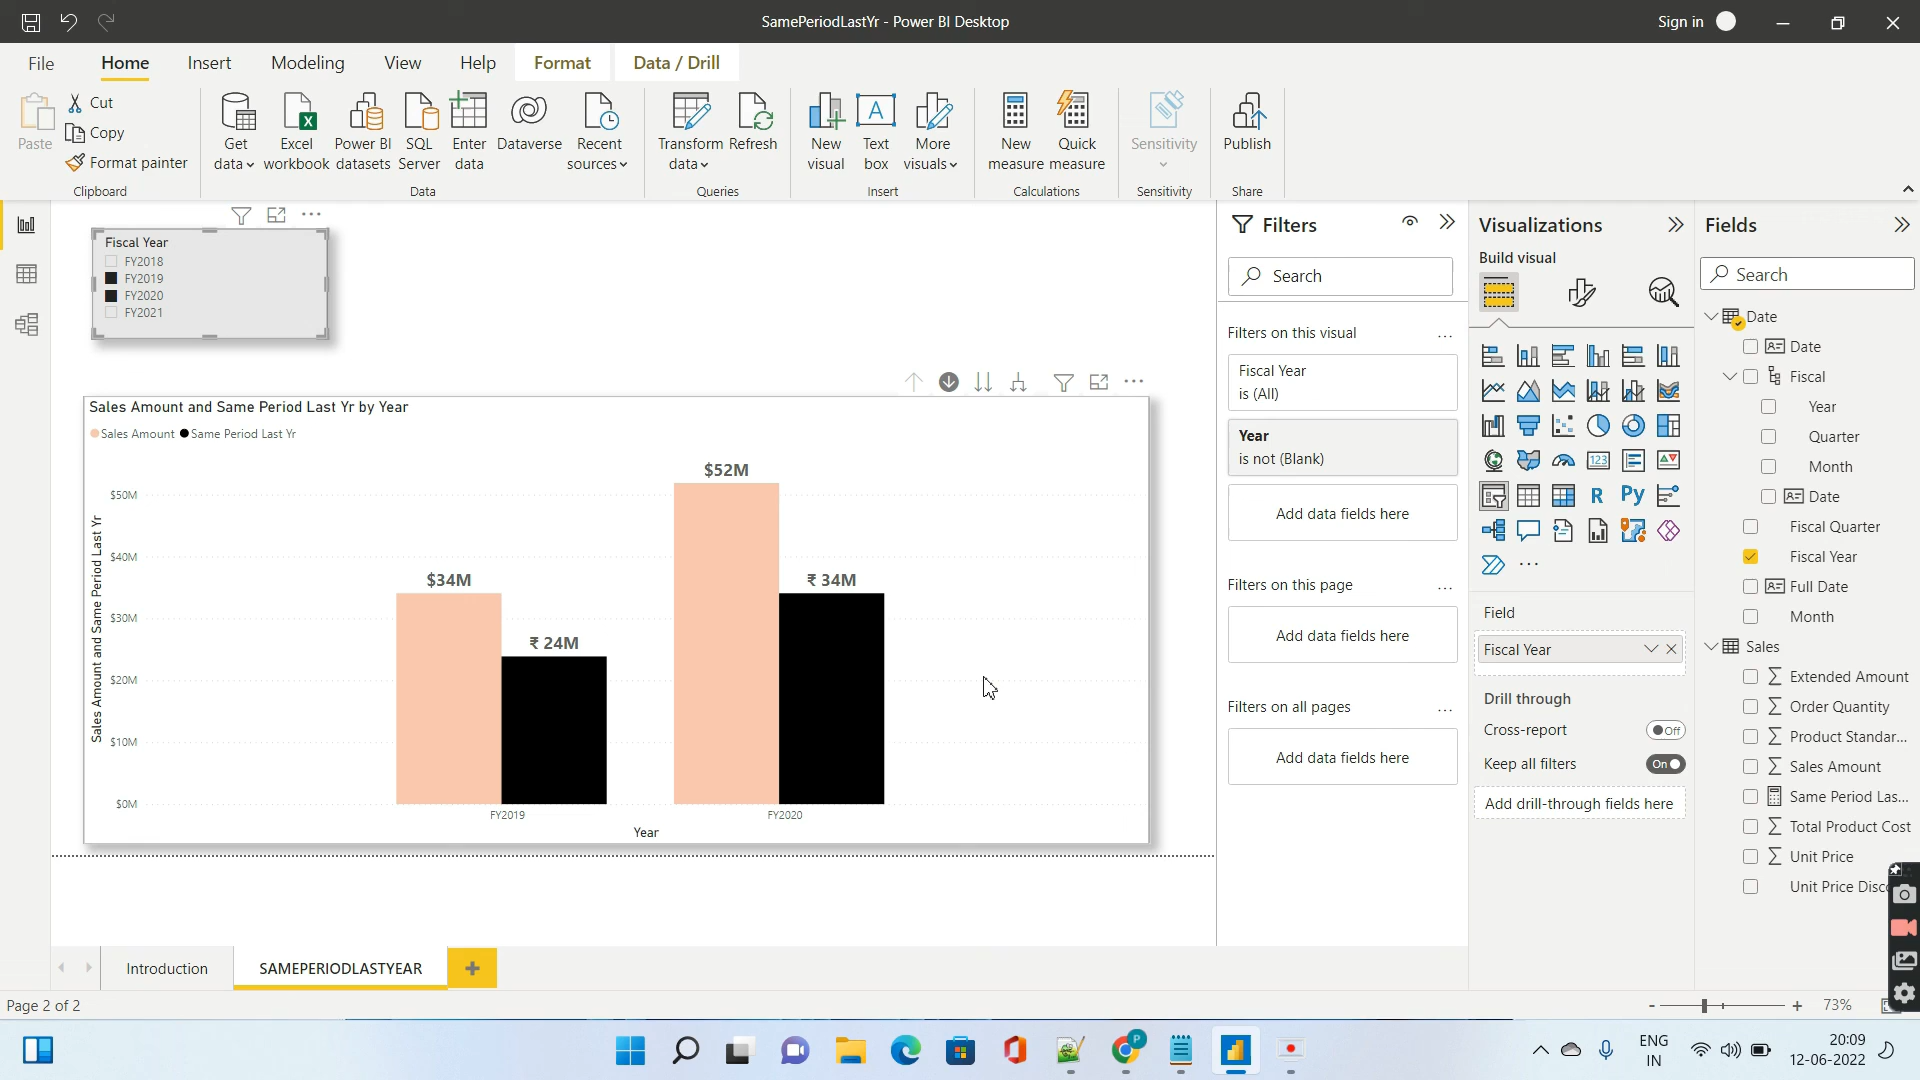 SamePeriodLastYr - Power BI Desktop
Sign in
File
Home
Insert
Modeling
View
Help
Format
Data / Drill
Paste
Cut
Copy
Format painter
Clipboard
Get data
Excel workbook
Power BI datasets
SQL Server
Enter data
Dataverse
Recent sources
Data
Transform data
Refresh
Queries
New visual
A
Text box
More visuals
Insert
New measure
Quick measure
Calculations
Sensitivity
Sensitivity
Publish
Share
Fiscal Year
FY2018
FY2019
FY2020
FY2021
Sales Amount and Same Period Last Yr by Year
Sales Amount
Same Period Last Yr
Sales Amount and Same Period Last Yr
$50M
$40M
$30M
$20M
$10M
$0M
$34M
₹ 24M
$52M
₹ 34M
FY2019
FY2020
Year
Filters
Search
Filters on this visual
Fiscal Year
is (All)
Year
is not (Blank)
Add data fields here
Filters on this page
Add data fields here
Filters on all pages
Add data fields here
Visualizations
Build visual
123
R
Py
Field
Fiscal Year
Drill through
Cross-report
Off
Keep all filters
On
Add drill-through fields here
Fields
Search
Date
Date
Fiscal
Year
Quarter
Month
Date
Fiscal Quarter
Fiscal Year
Full Date
Month
Sales
Extended Amount
Order Quantity
Product Standar...
Sales Amount
Same Period Las...
Total Product Cost
Unit Price
Unit Price Disc
Introduction
SAMEPERIODLASTYEAR
Page 2 of 2
73%
P
ENG
IN
20:09
12-06-2022